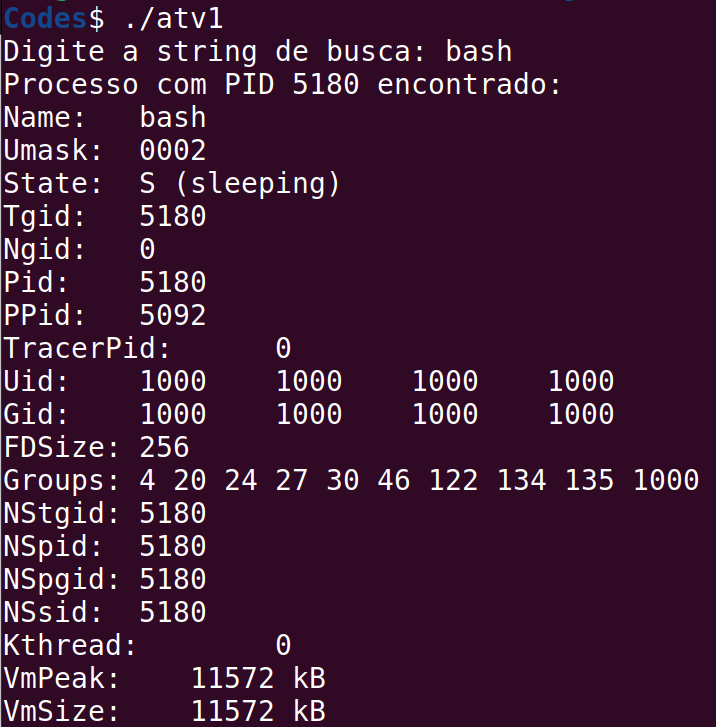 Codes$ ./atv1
Digite a string de busca: bash
Processo com PID 5180 encontrado:
Name:	bash
Umask:	0002
State:	S (sleeping)
Tgid:	5180
Ngid:	0
Pid:	5180
PPid:	5092
TracerPid:	0
Uid:	1000	1000	1000	1000
Gid:	1000	1000	1000	1000
FDSize:	256
Groups:	4 20 24 27 30 46 122 134 135 1000
NStgid:	5180
NSpid:	5180
NSpgid:	5180
NSsid:	5180
Kthread:	0
VmPeak:	   11572 kB
VmSize:	   11572 kB